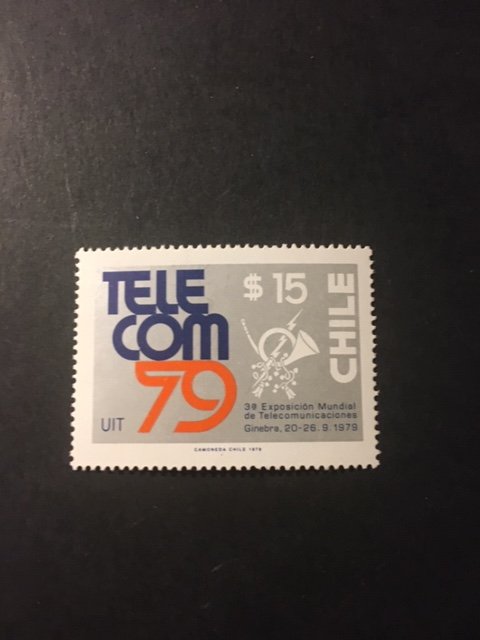 TELE
COM
79
UIT
$ 15
CHILE
3ª Exposición Mundial
de Telecomunicaciones
Ginebra, 20-26.9.1979
CAMONEDA CHILE 1979